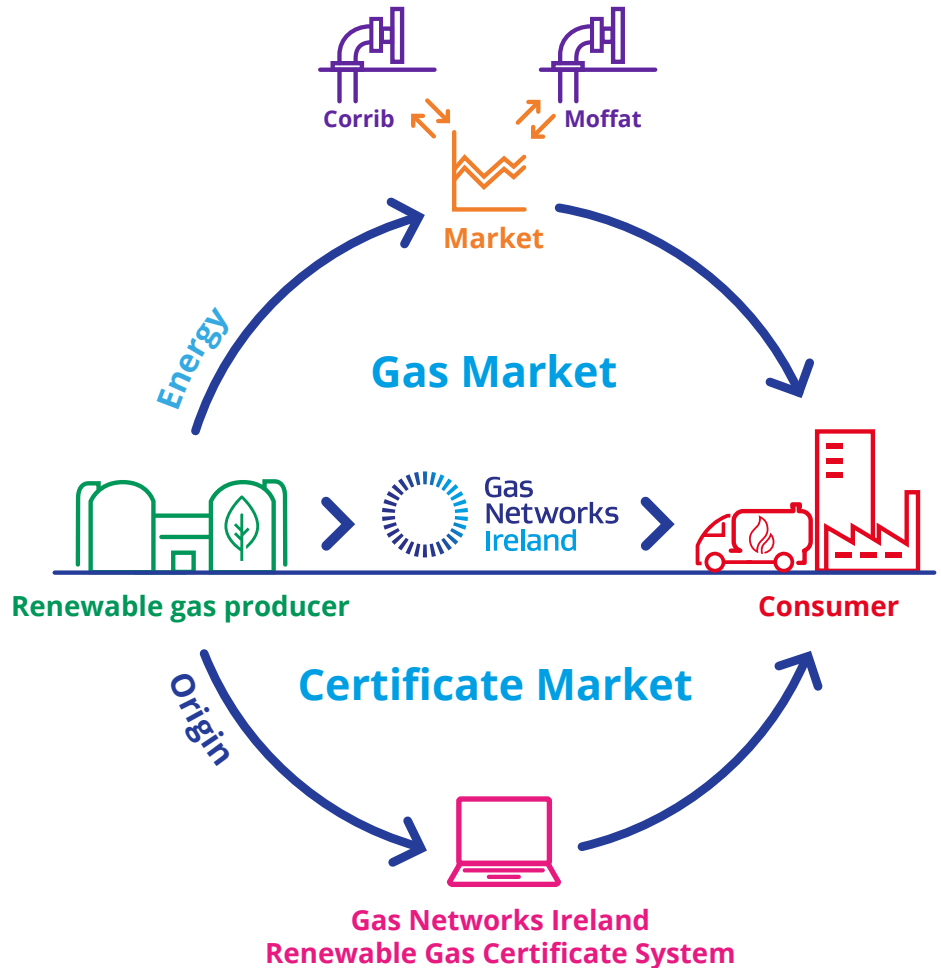 Corrib
Moffat
Market
Energy
Gas Market
Gas
Networks
Ireland
Renewable gas producer
Consumer
Certificate Market
Origin
Gas Networks Ireland
Renewable Gas Certificate System